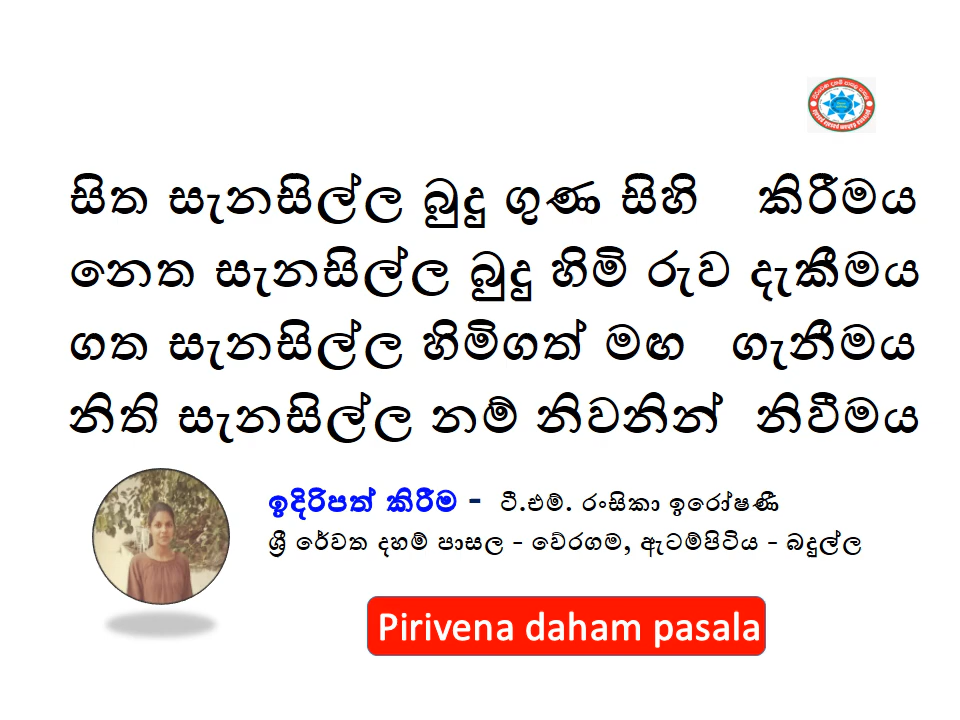 සිත සැනසිල්ල බුදු ගුණ සිහි කිරීමය
නෙත සැනසිල්ල බුදු හිමි රුව දැකීමය
ගත සැනසිල්ල හිමිගත් මඟ ගැනීමය
නිති සැනසිල්ල නම් නිවනින් නිවීමය
ඉදිරිපත් කිරීම - ටී.එම්. රංසිකා ඉරෝෂණී
ශ්‍රී රේවත දහම් පාසල - වේරගම, ඇටම්පිටිය - බදුල්ල
Pirivena daham pasala